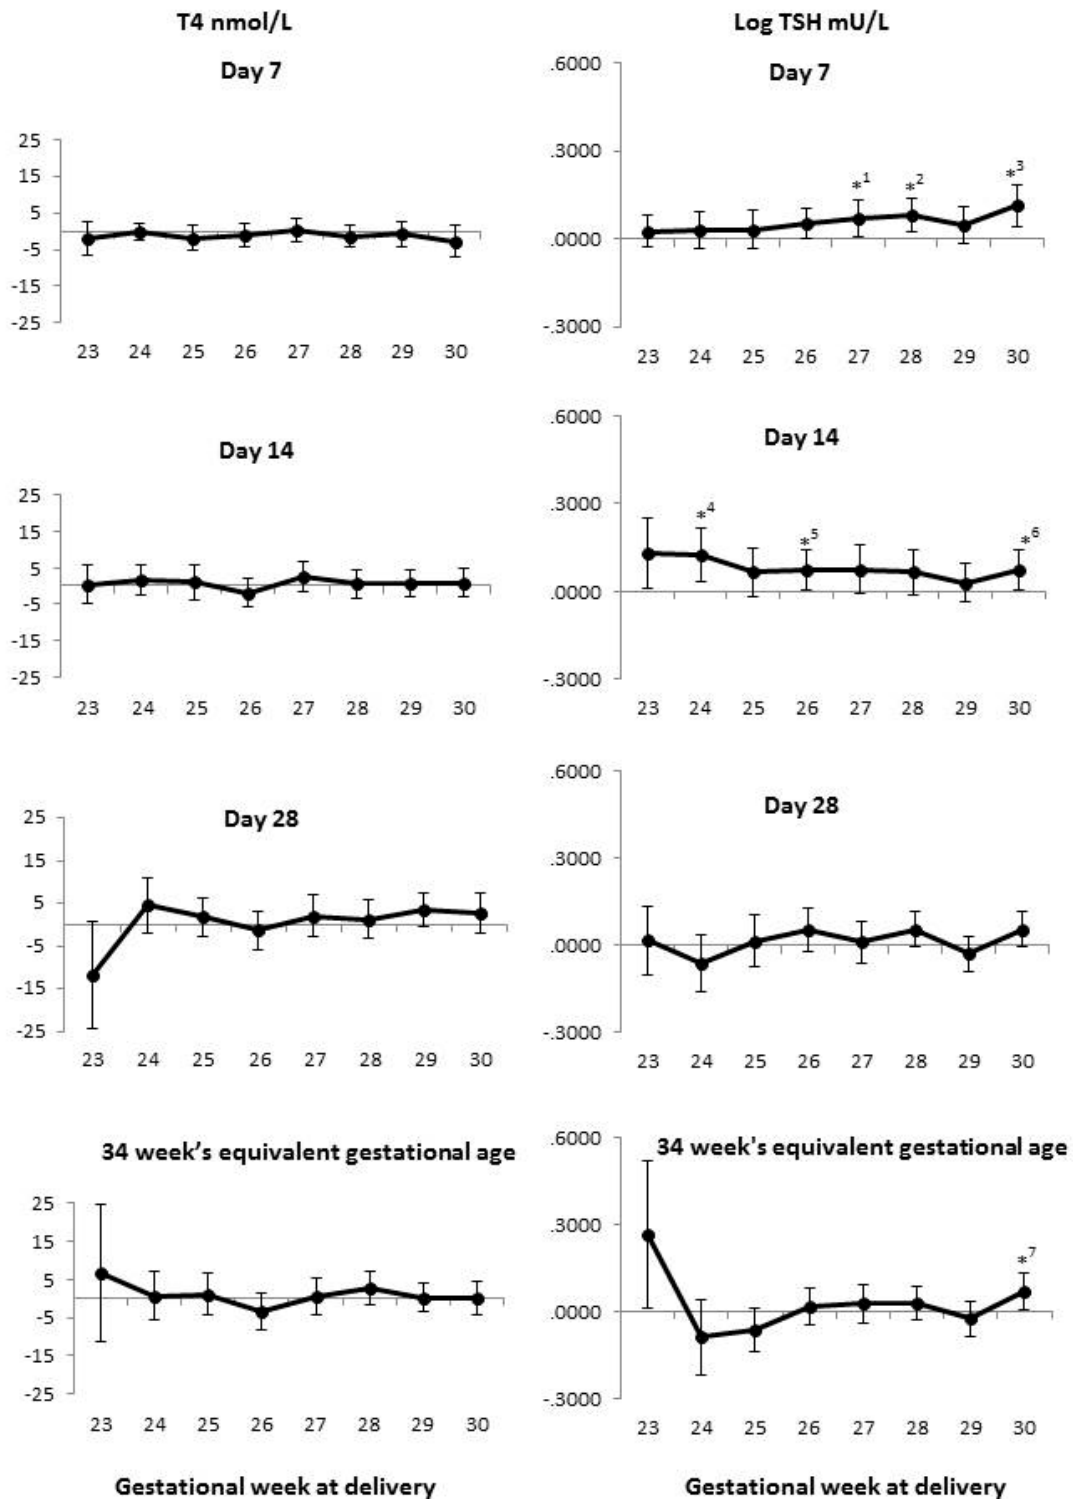 T4 nmol/L
Day 7
25
15
5
-5
-15
-25
23 24 25 26 27 28 29 30
Day 14
25
15
5
-5
-15
-25
23 24 25 26 27 28 29 30
Day 28
25
15
5
-5
-15
-25
23 24 25 26 27 28 29 30
34 week’s equivalent gestational age
25
15
5
-5
-15
-25
23 24 25 26 27 28 29 30
Gestational week at delivery
Log TSH mU/L
Day 7
.6000
.3000
*1 *2 *3
.0000
-.3000
23 24 25 26 27 28 29 30
Day 14
.6000
.3000
*4 *5 *6
.0000
-.3000
23 24 25 26 27 28 29 30
Day 28
.6000
.3000
.0000
-.3000
23 24 25 26 27 28 29 30
34 week's equivalent gestational age
.6000
.3000
*7
.0000
-.3000
23 24 25 26 27 28 29 30
Gestational week at delivery